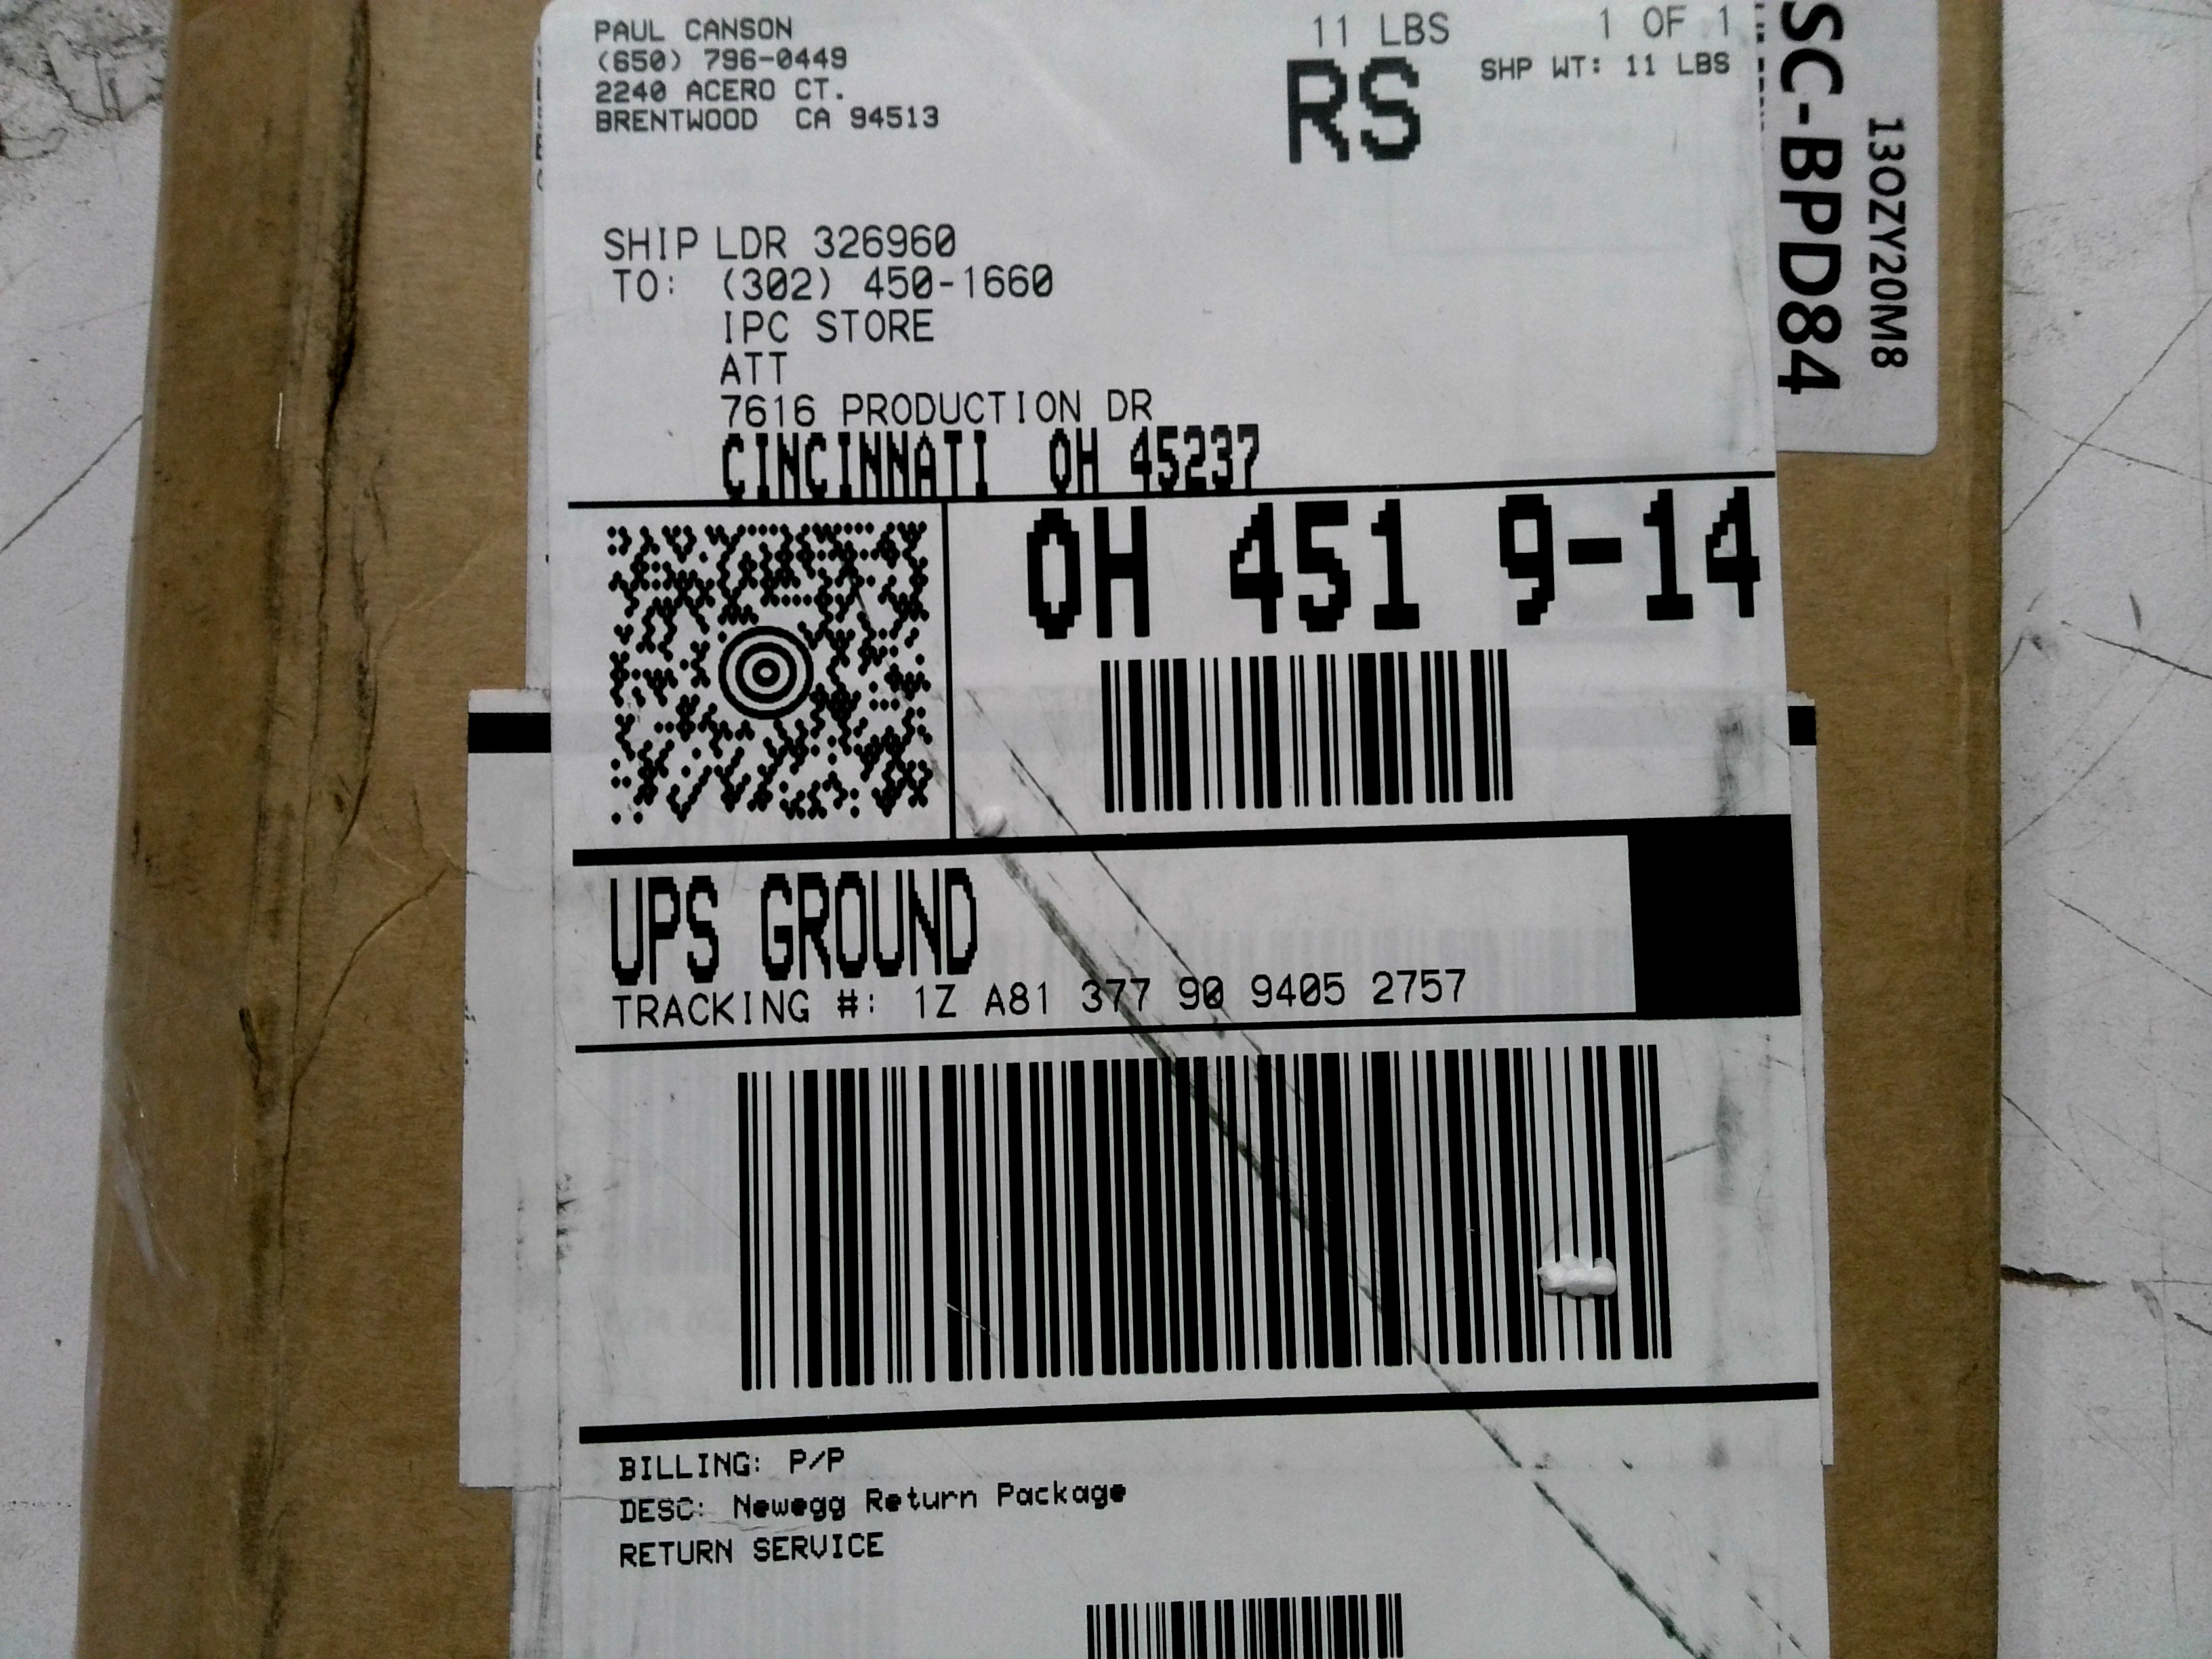 PAUL CANSON
(650) 796-0449
2240 ACERO CT.
BRENTWOOD CA 94513
11 LBS 1 OF 1
SHP WT: 11 LBS
RS
SHIP LDR 326960
TO: (302) 450-1660
IPC STORE
ATT
7616 PRODUCTION DR
CINCINNATI OH 45237
OH 451 9-14
UPS GROUND
TRACKING #: 1Z A81 377 90 9405 2757
BILLING: P/P
DESC: Newegg Return Package
RETURN SERVICE
SC-BPD84
13OZY20M8